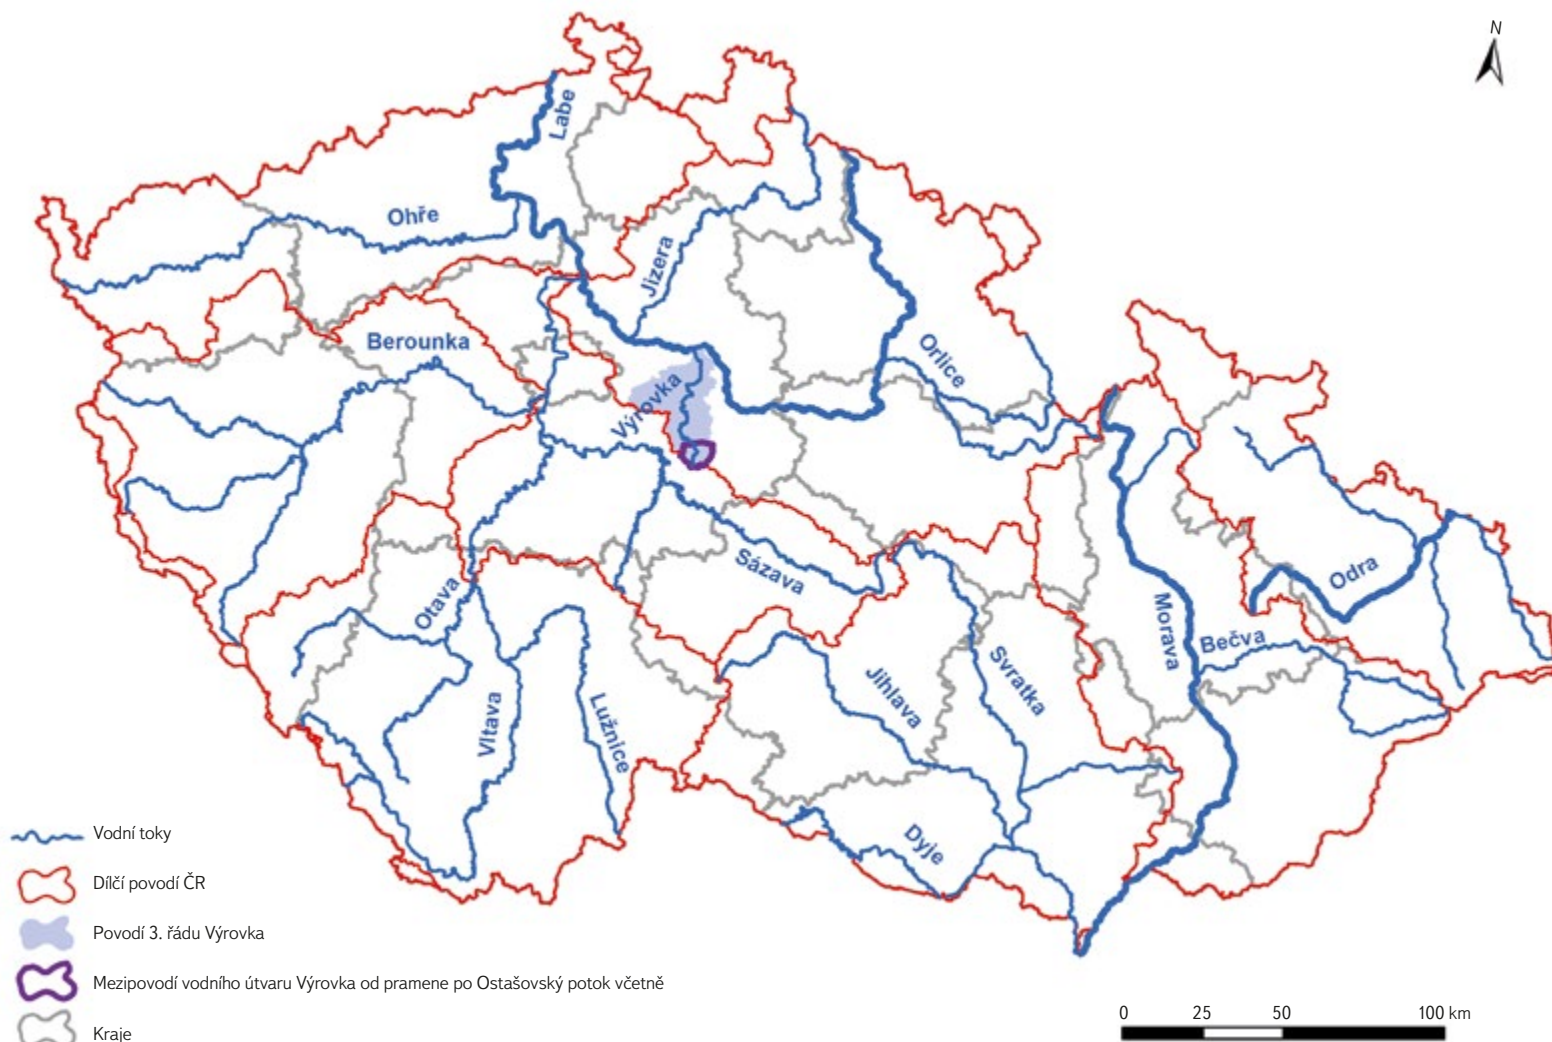 N
Labe
Ohře
Jizera
Berounka
Orlice
Výrovka
Sázava
Odra
Otava
Morava
Bečva
Svratka
Jihlava
Vltava
Lužnice
Dyje
Vodní toky
Dílčí povodí ČR
Povodí 3. řádu Výrovka
Mezipovodí vodního útvaru Výrovka od pramene po Ostašovský potok včetně
Kraje
0 25 50 100 km